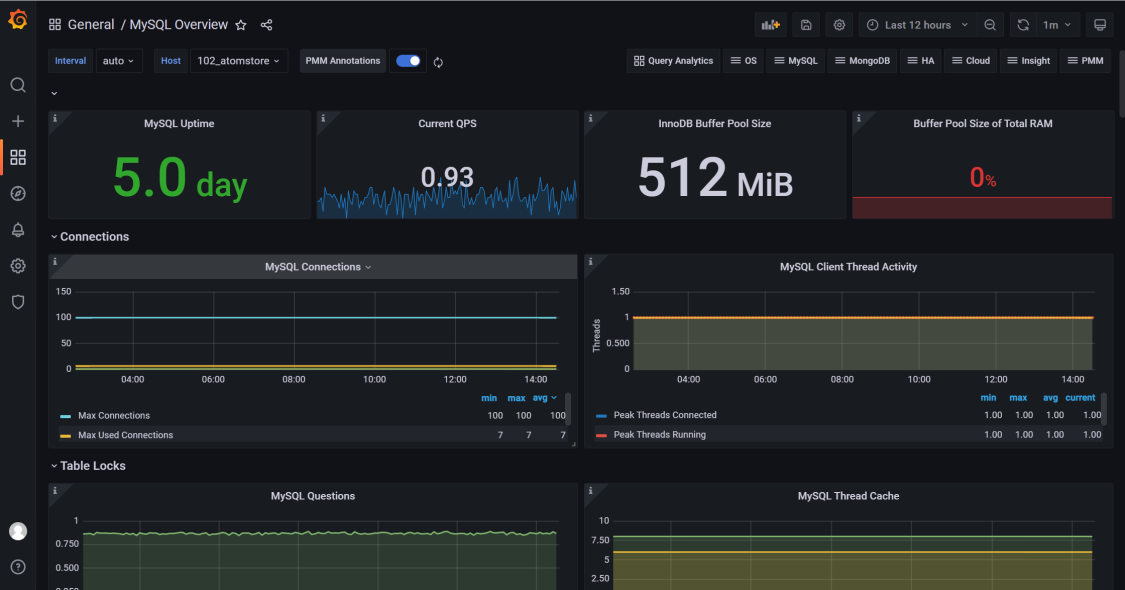 General / MySQL Overview
Last 12 hours
1m
Interval auto Host 102_atomstore PMM Annotations
Query Analytics OS MySQL MongoDB HA Cloud Insight PMM
MySQL Uptime
5.0 day
Current QPS
0.93
InnoDB Buffer Pool Size
512 MiB
Buffer Pool Size of Total RAM
0%
Connections
MySQL Connections
150
100
50
0
04:00 06:00 08:00 10:00 12:00 14:00
min max avg
Max Connections 100 100 100
Max Used Connections 7 7 7
MySQL Client Thread Activity
Threads
1.50
1
0.500
0
04:00 06:00 08:00 10:00 12:00 14:00
min max avg current
Peak Threads Connected 1.00 1.00 1.00 1.00
Peak Threads Running 1.00 1.00 1.00 1.00
Table Locks
MySQL Questions
1
0.750
0.500
MySQL Thread Cache
10
7.50
5
2.50